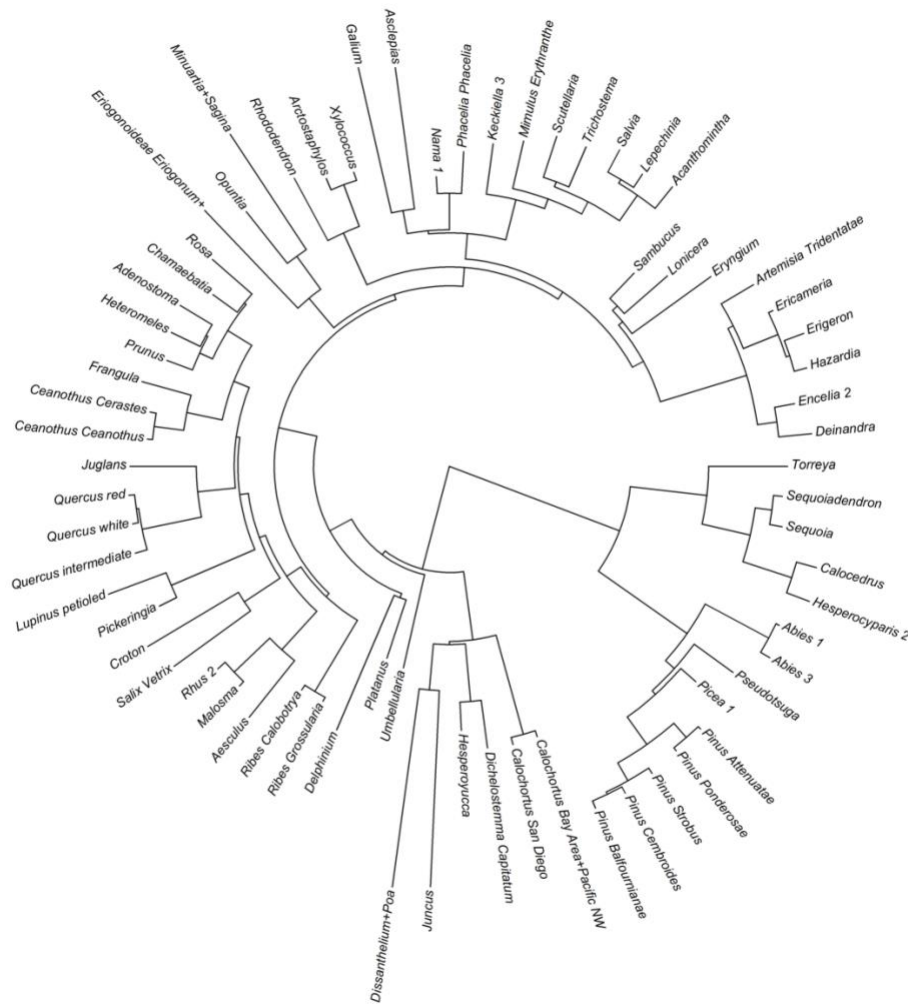 Asclepias
Galium
Nama 1
Phacelia Phacelia
Keckiella 3
Mimulus Erythranthe
Scutellaria
Trichostema
Salvia
Lepechinia
Acanthomintha
Sambucus
Lonicera
Eryngium
Artemisia Tridentatae
Ericameria
Erigeron
Hazardia
Encelia 2
Deinandra
Torreya
Sequoiadendron
Sequoia
Calocedrus
Hesperocyparis 2
Abies 1
Abies 3
Pseudotsuga
Picea 1
Pinus Attenuatae
Pinus Ponderosae
Pinus Strobus
Pinus Cembroides
Pinus Balfournianae
Calochortus Bay Area+Pacific NW
Calochortus San Diego
Dichelostemma Capitatum
Hesperoyucca
Juncus
Dissanthelium+Poa
Umbellularia
Platanus
Delphinium
Ribes Grossularia
Ribes Calobotrya
Aesculus
Malosma
Rhus 2
Salix Vetrix
Croton
Pickeringia
Lupinus petioled
Quercus intermediate
Quercus white
Quercus red
Juglans
Ceanothus Ceanothus
Ceanothus Cerastes
Frangula
Prunus
Heteromeles
Adenostoma
Chamaebatia
Rosa
Eriogonoideae Eriogonum+
Opuntia
Minuartia+Sagina
Rhododendron
Arctostaphylos
Xylococcus